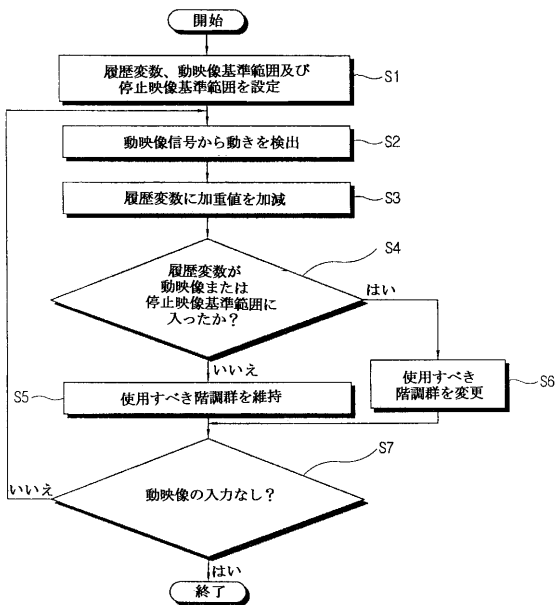 開始
履歴変数、動映像基準範囲及び
停止映像基準範囲を設定
S1
動映像信号から動きを検出
S2
履歴変数に加重値を加減
S3
S4
履歴変数が
動映像または
停止映像基準範囲に
入ったか?
はい
いいえ
S5
使用すべき階調群を維持
使用すべき
階調群を変更
S6
S7
いいえ
動映像の入力なし?
はい
終了